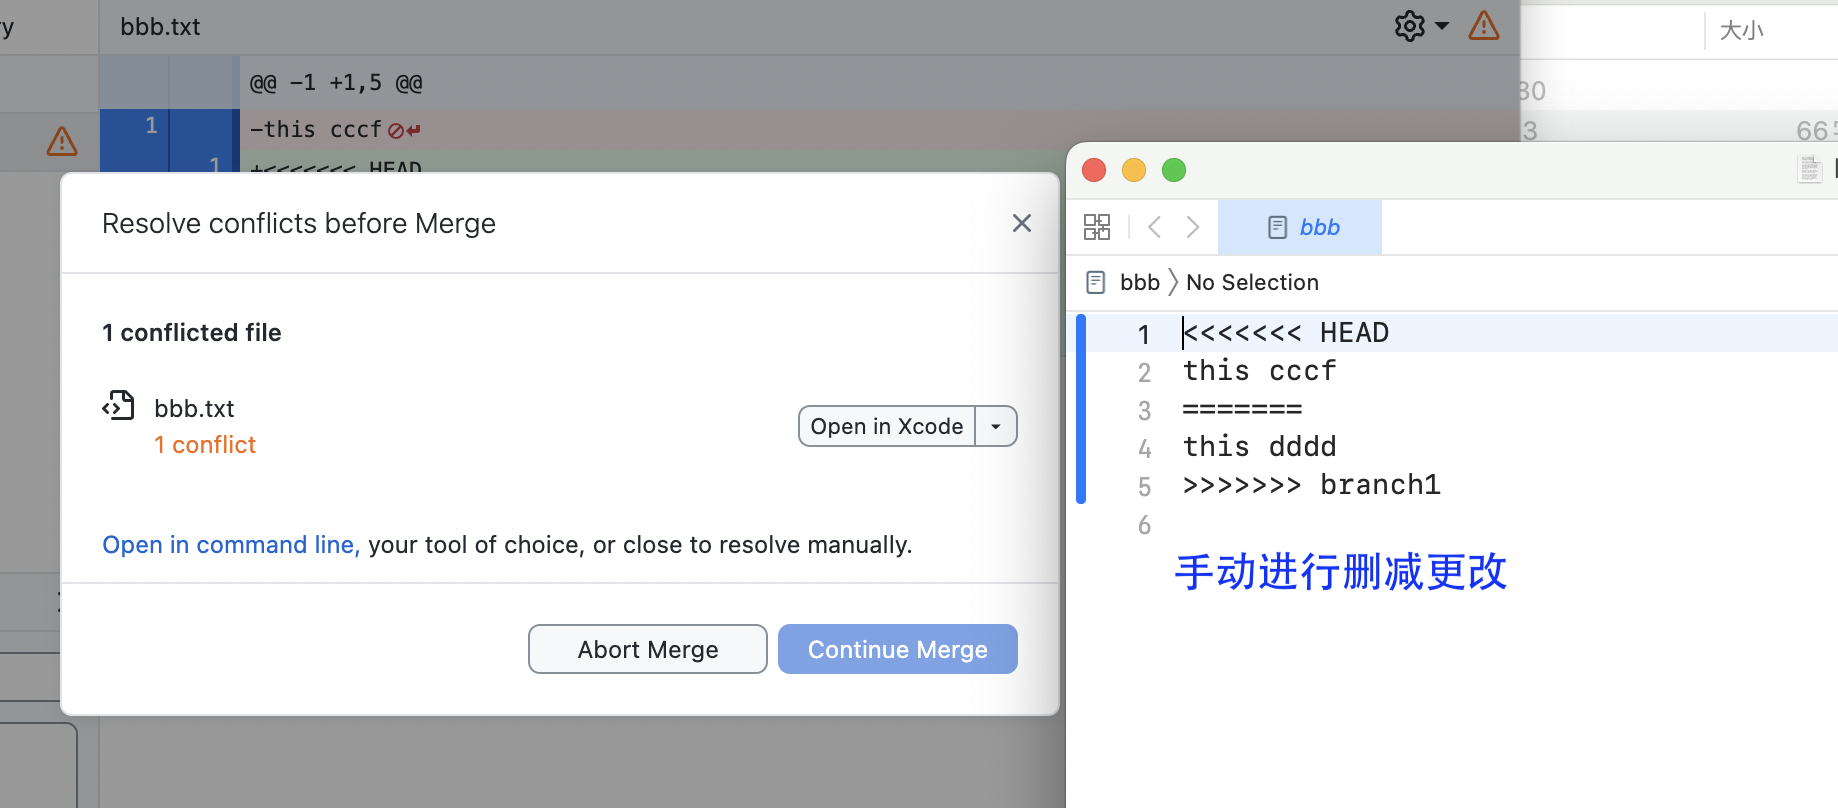 y
bbb.txt
@@ -1 +1,5 @@
1
-this cccf
1
+<<<<<<< HEAD
Resolve conflicts before Merge
1 conflicted file
bbb.txt
1 conflict
Open in Xcode
Open in command line, your tool of choice, or close to resolve manually.
Abort Merge
Continue Merge
大小
30
3
66
bbb
bbb
No Selection
1 <<<<<<< HEAD
2 this cccf
3 =======
4 this dddd
5 >>>>>>> branch1
6
手动进行删减更改